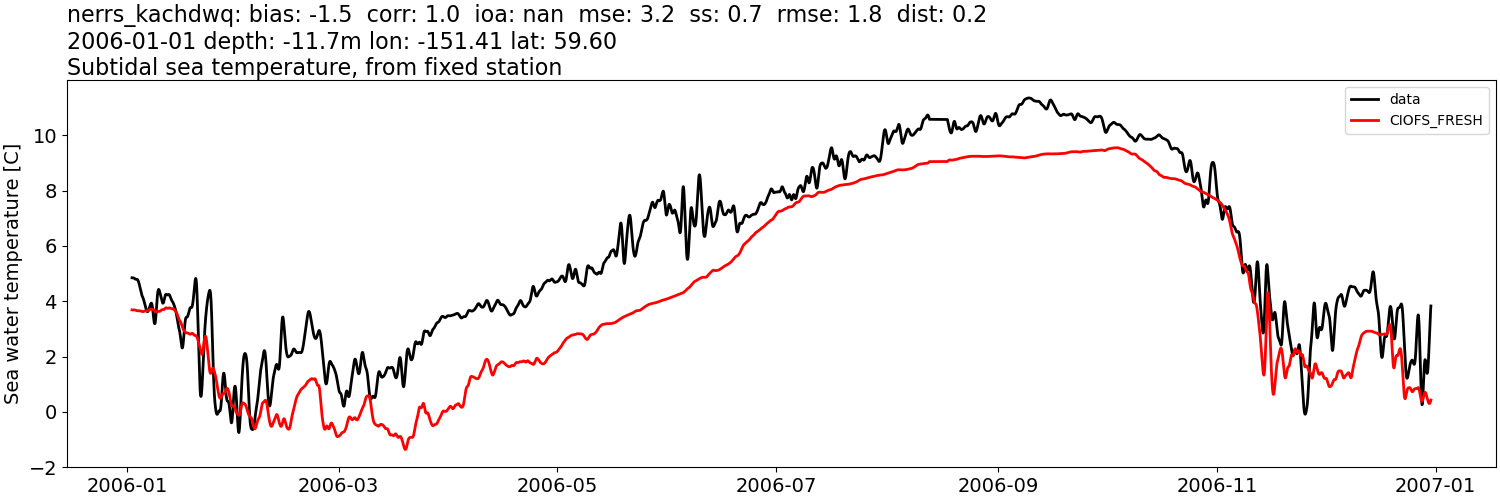 nerrs_kachdwq: bias: -1.5  corr: 1.0  ioa: nan  mse: 3.2  ss: 0.7  rmse: 1.8  dist: 0.2
2006-01-01 depth: -11.7m lon: -151.41 lat: 59.60
Subtidal sea temperature, from fixed station
data
CIOFS_FRESH
Sea water temperature [C]
10
8
6
4
2
0
−2
2006-01
2006-03
2006-05
2006-07
2006-09
2006-11
2007-01